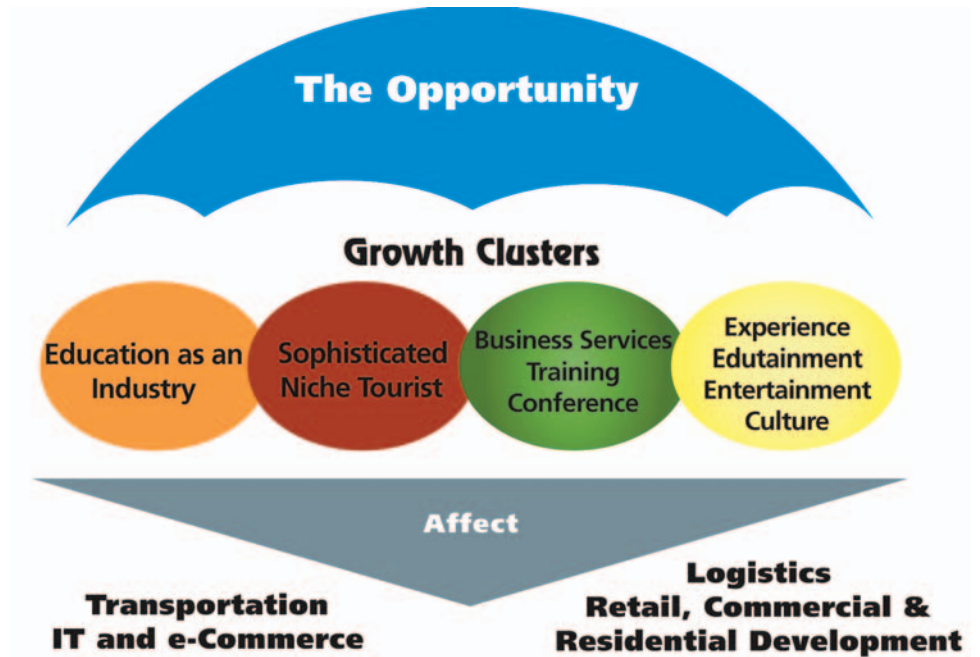 The Opportunity
Growth Clusters
Education as an
Industry
Sophisticated
Niche Tourist
Business Services
Training
Conference
Experience
Edutainment
Entertainment
Culture
Affect
Transportation
IT and e-Commerce
Logistics
Retail, Commercial &
Residential Development